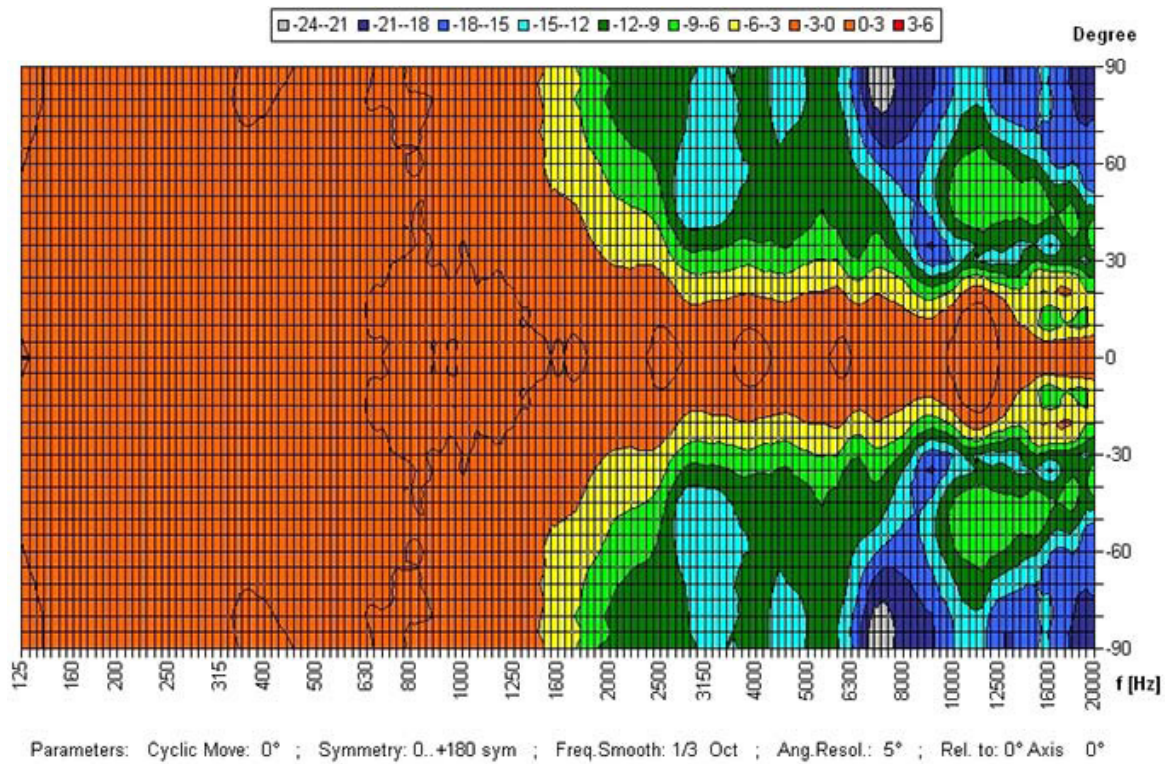 -24--21 -21--18 -18--15 -15--12 -12--9 -9--6 -6--3 -3-0 0-3 3-6
Degree
90
60
30
0
-30
-60
-90
125 160 200 250 315 400 500 630 800 1000 1250 1600 2000 2500 3150 4000 5000 6300 8000 10000 12500 16000 20000
f [Hz]
Parameters: Cyclic Move: 0° ; Symmetry: 0..+180 sym ; Freq.Smooth: 1/3 Oct ; Ang.Resol.: 5° ; Rel. to: 0° Axis 0°